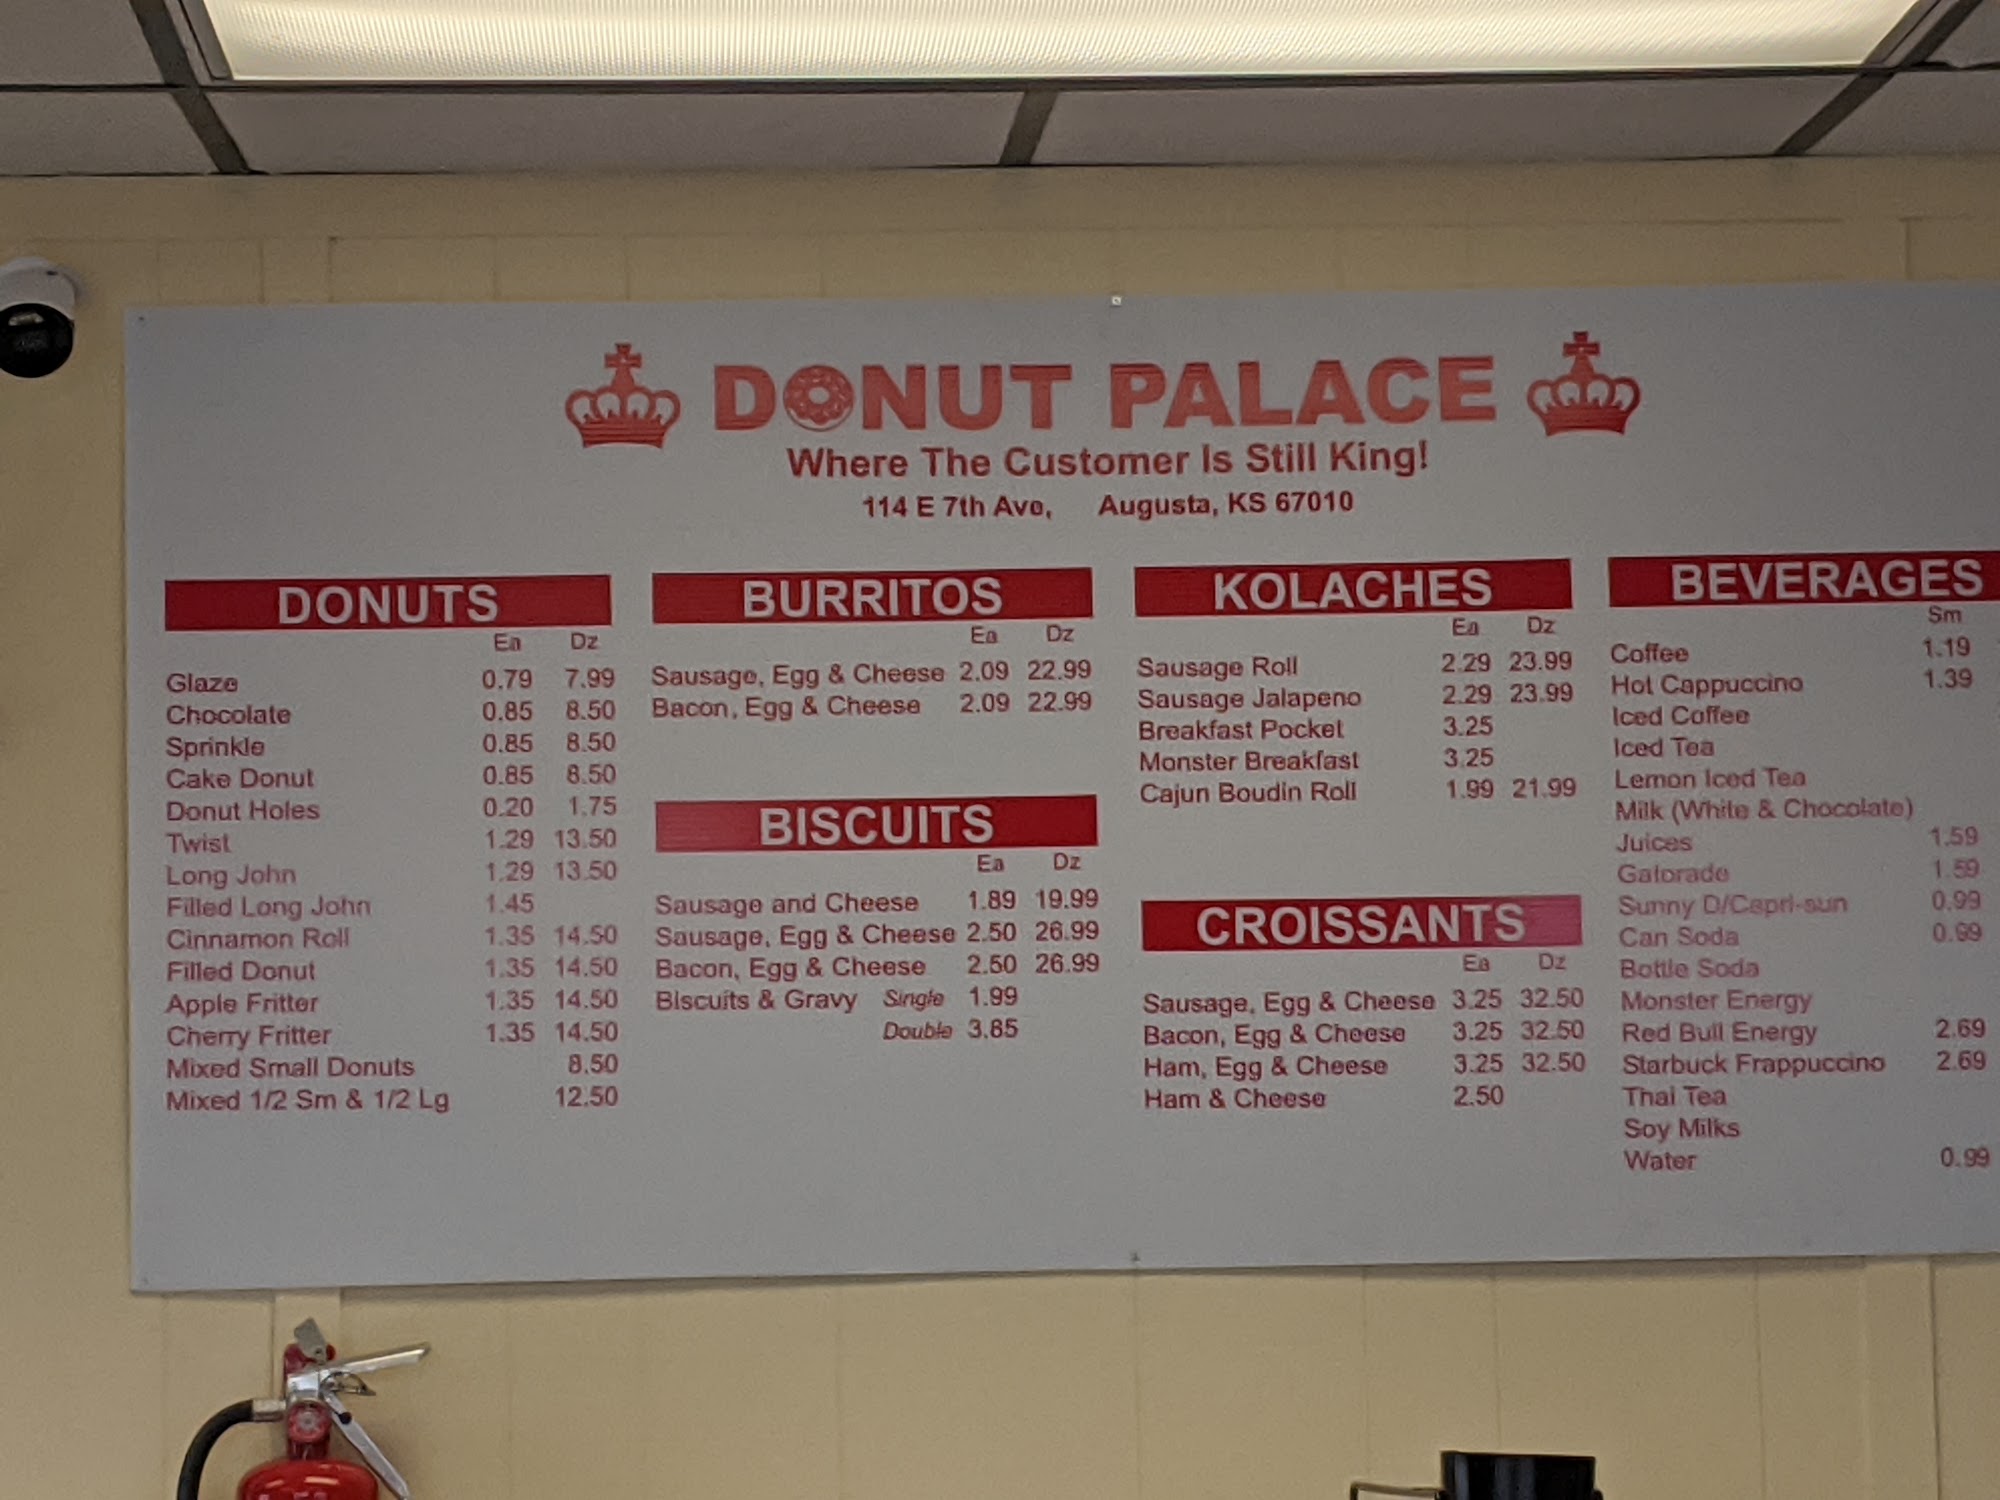 DONUT PALACE
Where The Customer Is Still King!
114 E 7th Ave, Augusta, KS 67010
DONUTS
Ea Dz
Glaze 0.79 7.99
Chocolate 0.85 8.50
Sprinkle 0.85 8.50
Cake Donut 0.85 8.50
Donut Holes 0.20 1.75
Twist 1.29 13.50
Long John 1.29 13.50
Filled Long John 1.45
Cinnamon Roll 1.35 14.50
Filled Donut 1.35 14.50
Apple Fritter 1.35 14.50
Cherry Fritter 1.35 14.50
Mixed Small Donuts 8.50
Mixed 1/2 Sm & 1/2 Lg 12.50
BURRITOS
Ea Dz
Sausage, Egg & Cheese 2.09 22.99
Bacon, Egg & Cheese 2.09 22.99
BISCUITS
Ea Dz
Sausage and Cheese 1.89 19.99
Sausage, Egg & Cheese 2.50 26.99
Bacon, Egg & Cheese 2.50 26.99
Biscuits & Gravy Single 1.99
Double 3.85
KOLACHES
Ea Dz
Sausage Roll 2.29 23.99
Sausage Jalapeno 2.29 23.99
Breakfast Pocket 3.25
Monster Breakfast 3.25
Cajun Boudin Roll 1.99 21.99
CROISSANTS
Ea Dz
Sausage, Egg & Cheese 3.25 32.50
Bacon, Egg & Cheese 3.25 32.50
Ham, Egg & Cheese 3.25 32.50
Ham & Cheese 2.50
BEVERAGES
Sm
Coffee 1.19
Hot Cappuccino 1.39
Iced Coffee
Iced Tea
Lemon Iced Tea
Milk (White & Chocolate)
Juices 1.59
Gatorade 1.59
Sunny D/Capri-sun 0.99
Can Soda 0.99
Bottle Soda
Monster Energy
Red Bull Energy 2.69
Starbuck Frappuccino 2.69
Thai Tea
Soy Milks
Water 0.99